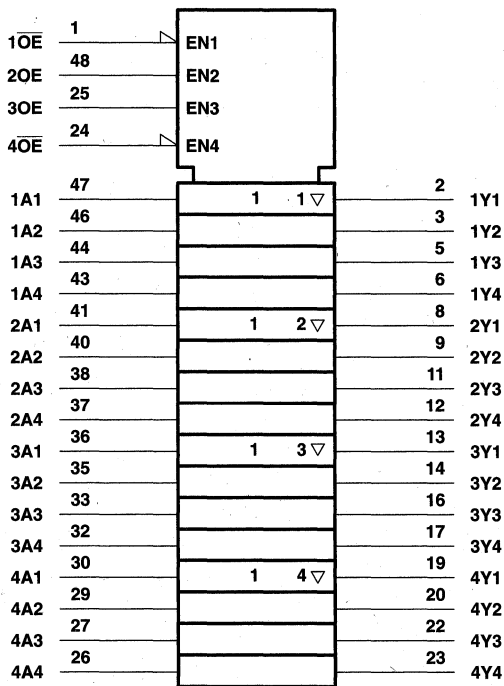 1O̅E̅ 1 EN1
2OE 48 EN2
3OE 25 EN3
4O̅E̅ 24 EN4
1A1 47 1 1 ▽ 2 1Y1
1A2 46 3 1Y2
1A3 44 5 1Y3
1A4 43 6 1Y4
2A1 41 1 2 ▽ 8 2Y1
2A2 40 9 2Y2
2A3 38 11 2Y3
2A4 37 12 2Y4
3A1 36 1 3 ▽ 13 3Y1
3A2 35 14 3Y2
3A3 33 16 3Y3
3A4 32 17 3Y4
4A1 30 1 4 ▽ 19 4Y1
4A2 29 20 4Y2
4A3 27 22 4Y3
4A4 26 23 4Y4